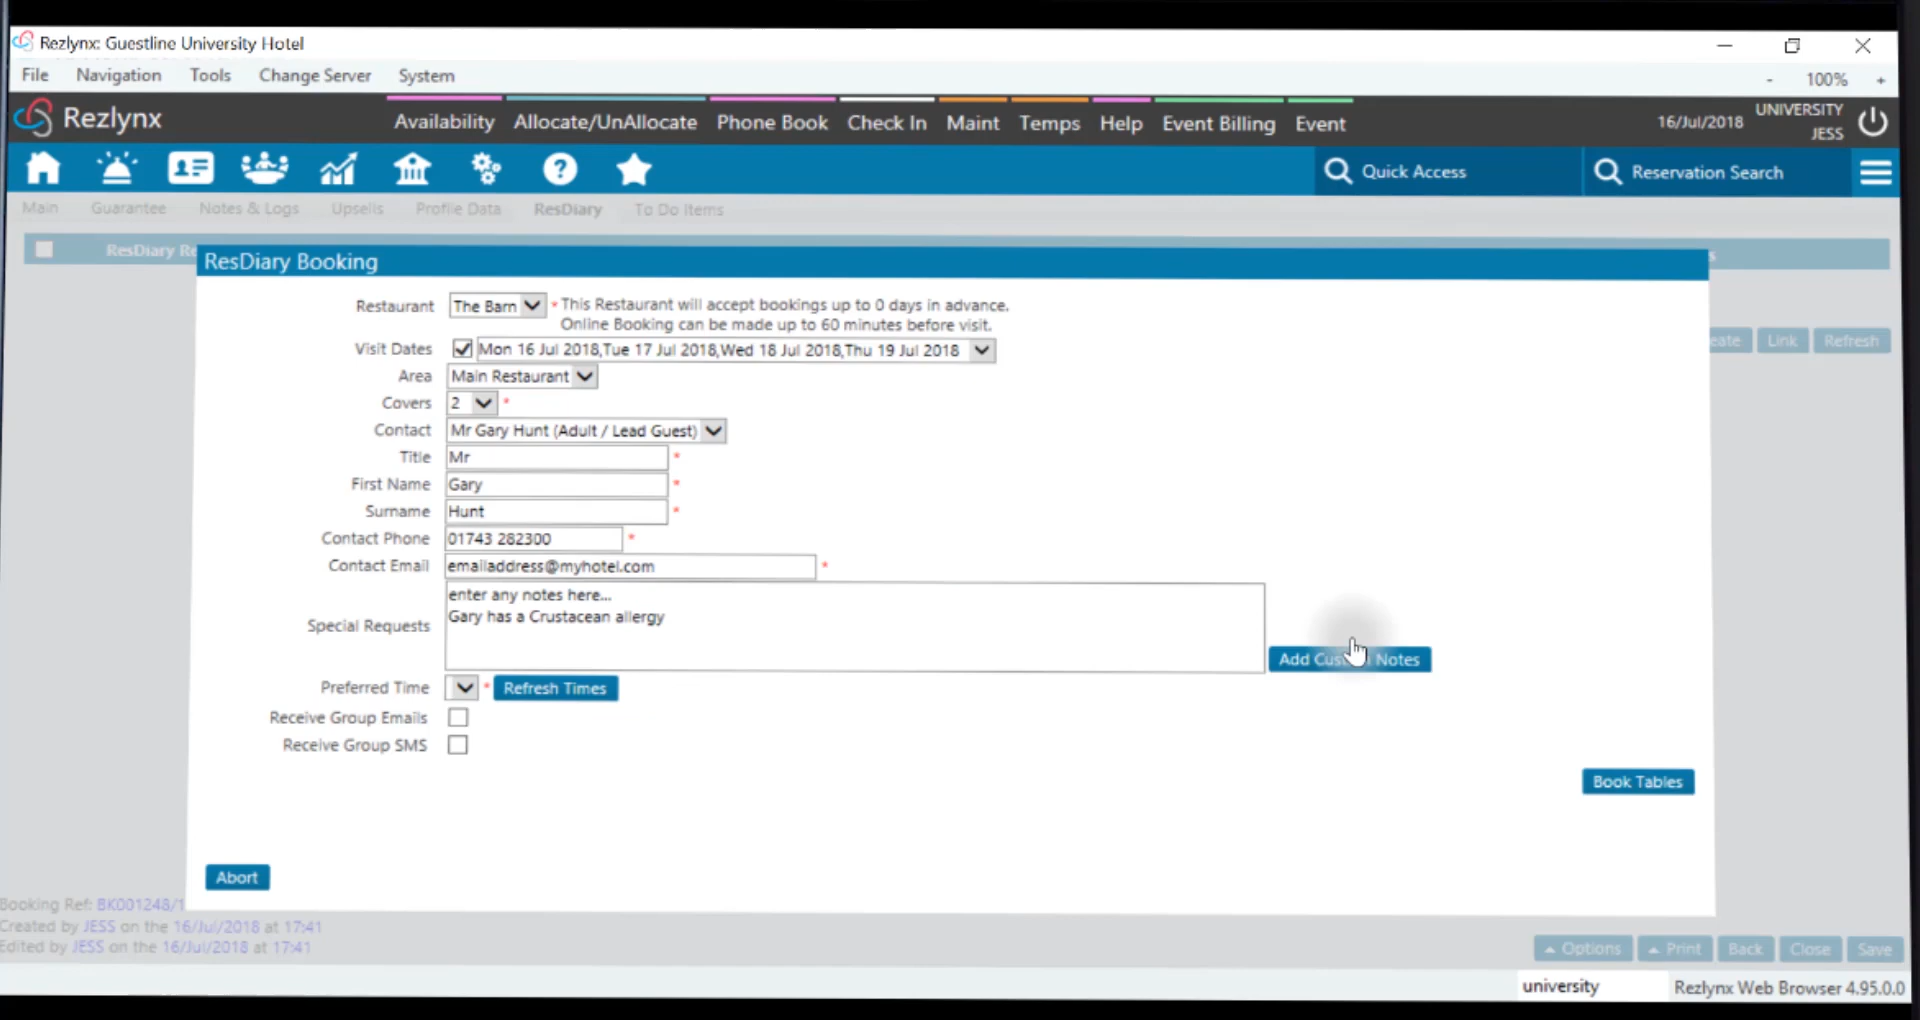 Rezlynx: Guestline University Hotel
File Navigation Tools Change Server System - 100% +
Rezlynx Availability Allocate/UnAllocate Phone Book Check In Maint Temps Help Event Billing Event 16/Jul/2018 UNIVERSITY JESS
Quick Access Reservation Search
Main Guarantee Notes & Logs Upsells Profile Data ResDiary To Do Items
ResDiary
ResDiary Booking
Restaurant The Barn * This Restaurant will accept bookings up to 0 days in advance.
Online Booking can be made up to 60 minutes before visit.
Link Refresh
Visit Dates Mon 16 Jul 2018,Tue 17 Jul 2018,Wed 18 Jul 2018,Thu 19 Jul 2018
Area Main Restaurant
Covers 2 *
Contact Mr Gary Hunt (Adult / Lead Guest)
Title Mr *
First Name Gary *
Surname Hunt *
Contact Phone 01743 282300 *
Contact Email emailaddress@myhotel.com *
enter any notes here...
Gary has a Crustacean allergy
Special Requests
Add Notes
Preferred Time * Refresh Times
Receive Group Emails
Receive Group SMS
Book Tables
Abort
Booking Ref: BK001248/1
Created by JESS on the 16/Jul/2018 at 17:41
Edited by JESS on the 16/Jul/2018 at 17:41
Options Print Back Close Save
university Rezlynx Web Browser 4.95.0.0